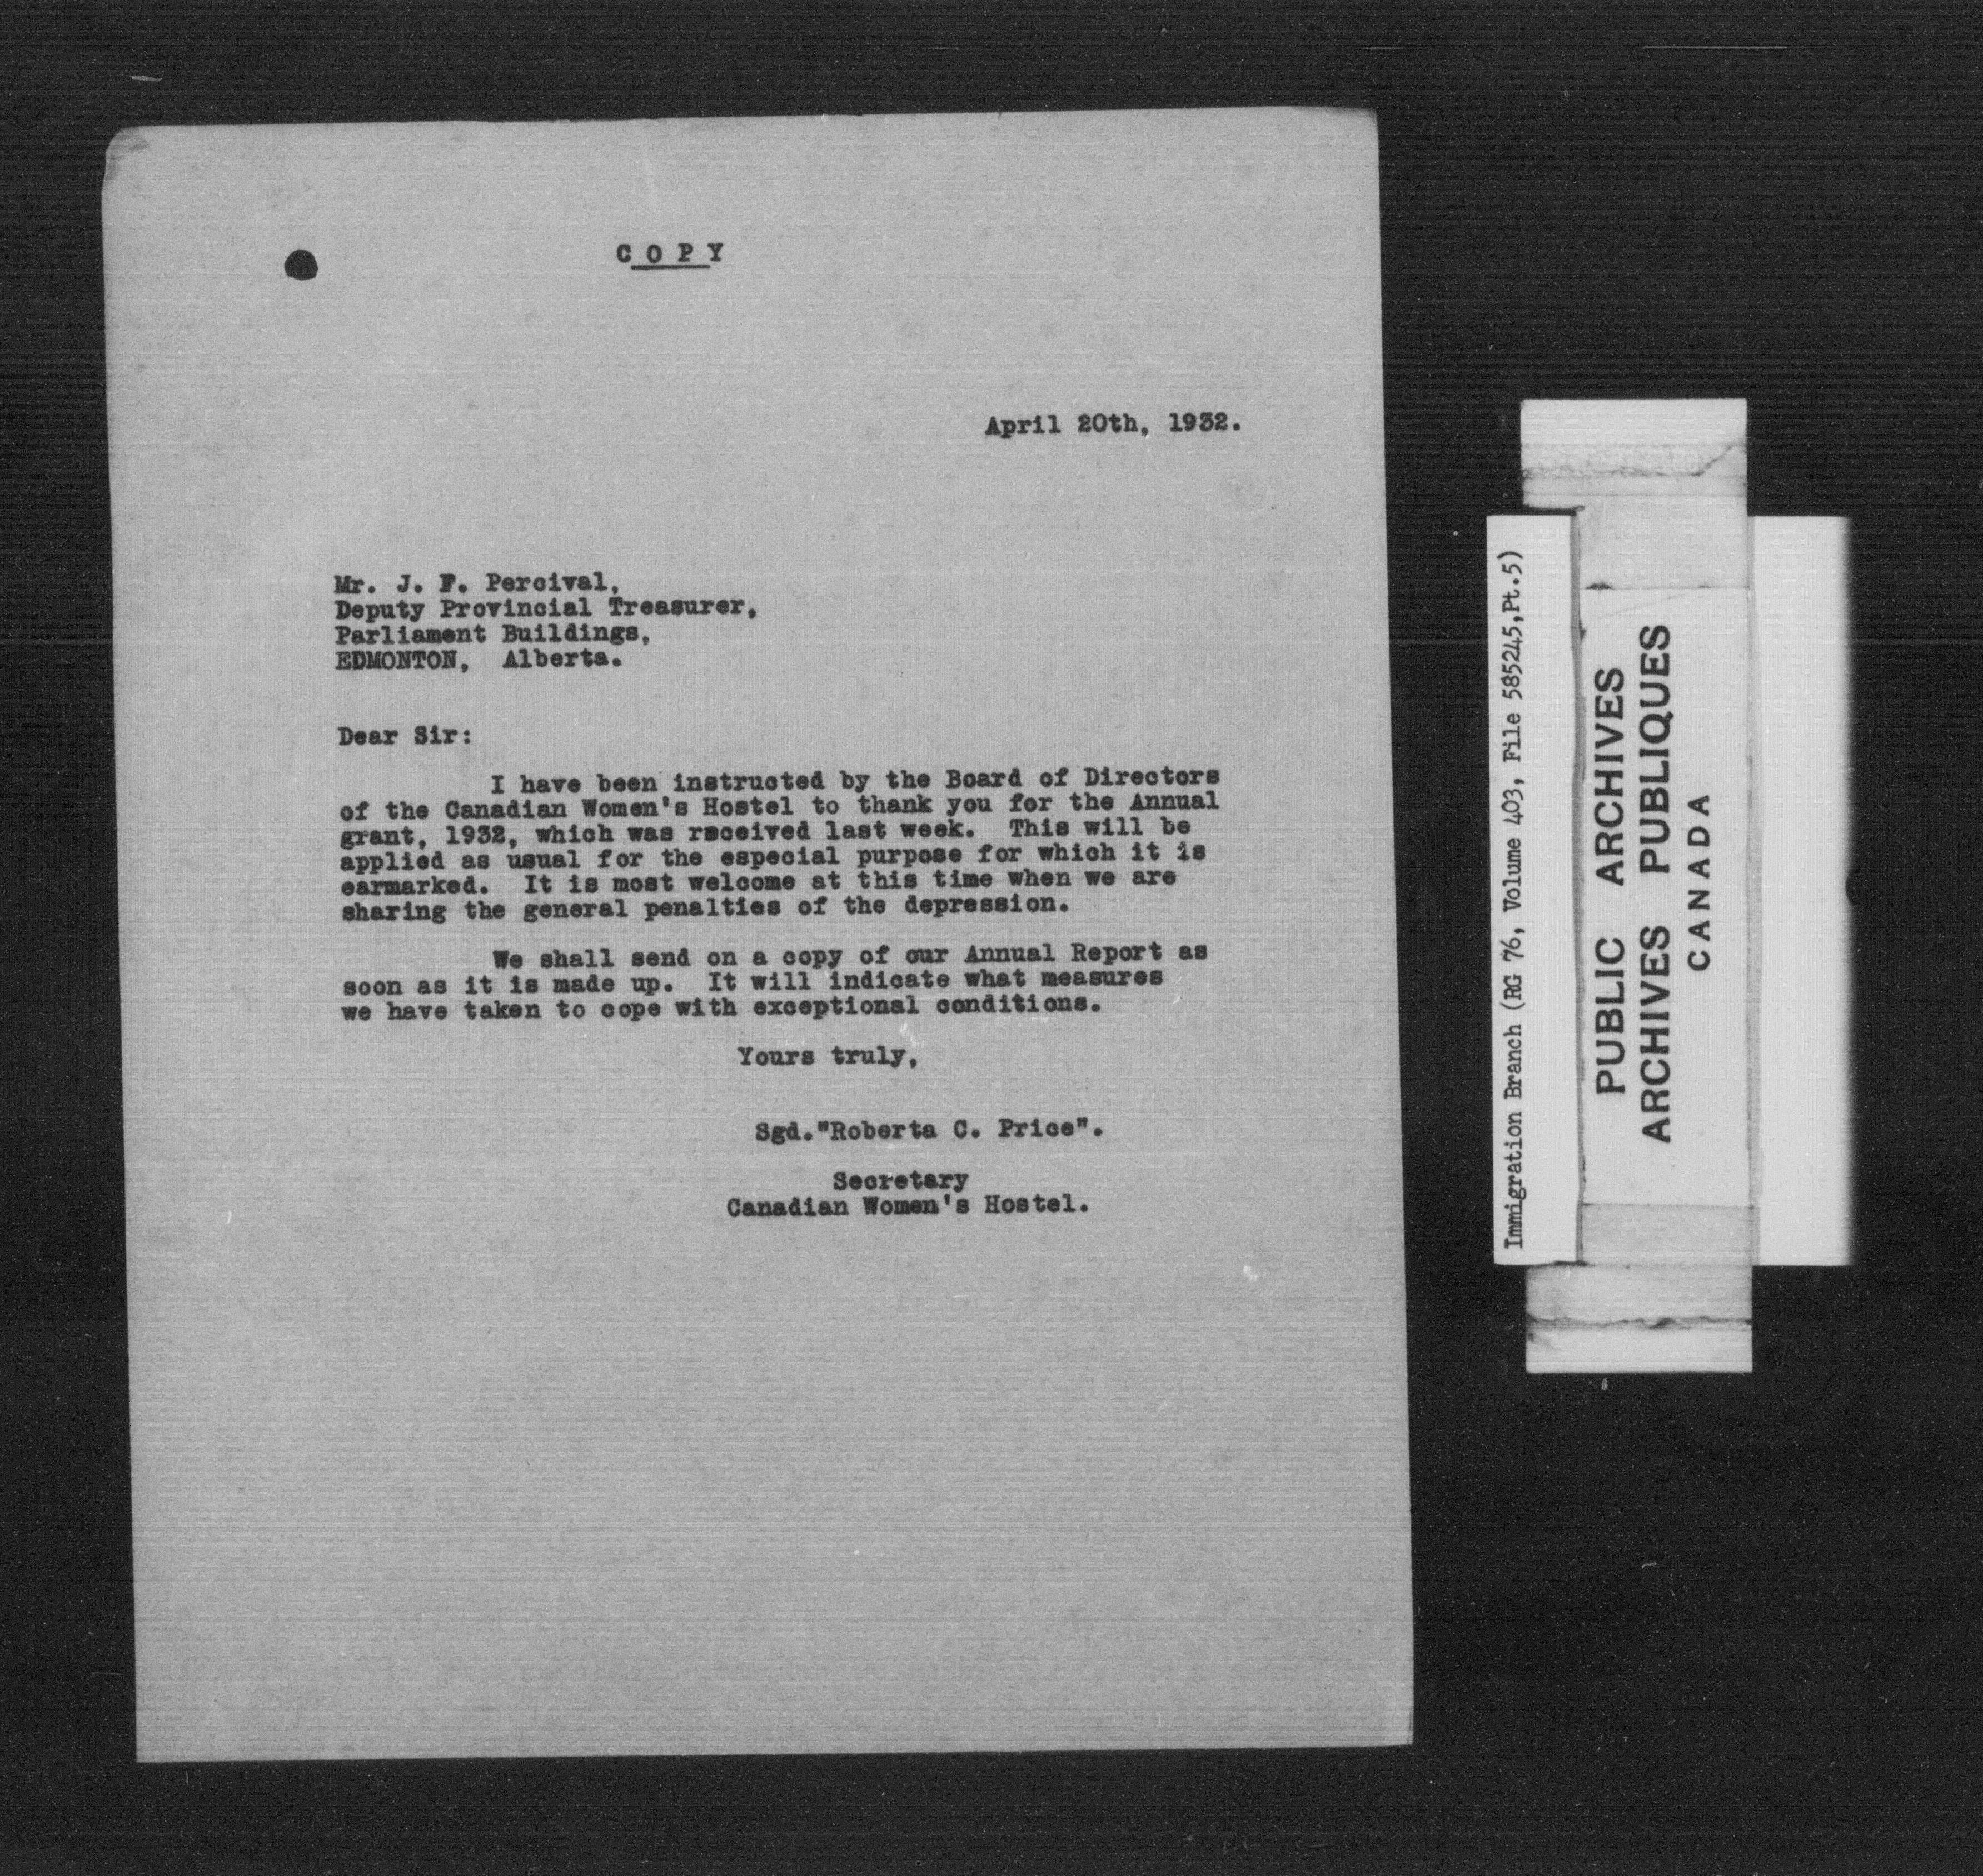 COPY
April 20th, 1932.
Mr. J. F. Percival,
Deputy Provincial Treasurer,
Parliament Buildings,
EDMONTON, Alberta.
Dear Sir:
I have been instructed by the Board of Directors
of the Canadian Women's Hostel to thank you for the Annual
grant, 1932, which was received last week. This will be
applied as usual for the especial purpose for which it is
earmarked. It is most welcome at this time when we are
sharing the general penalties of the depression.
We shall send on a copy of our Annual Report as
soon as it is made up. It will indicate what measures
we have taken to cope with exceptional conditions.
Yours truly,
Sgd."Roberta C. Price".
Secretary
Canadian Women's Hostel.
Immigration Branch (RG 76, Volume 403, File 585245,Pt.5)
PUBLIC ARCHIVES
ARCHIVES PUBLIQUES
CANADA